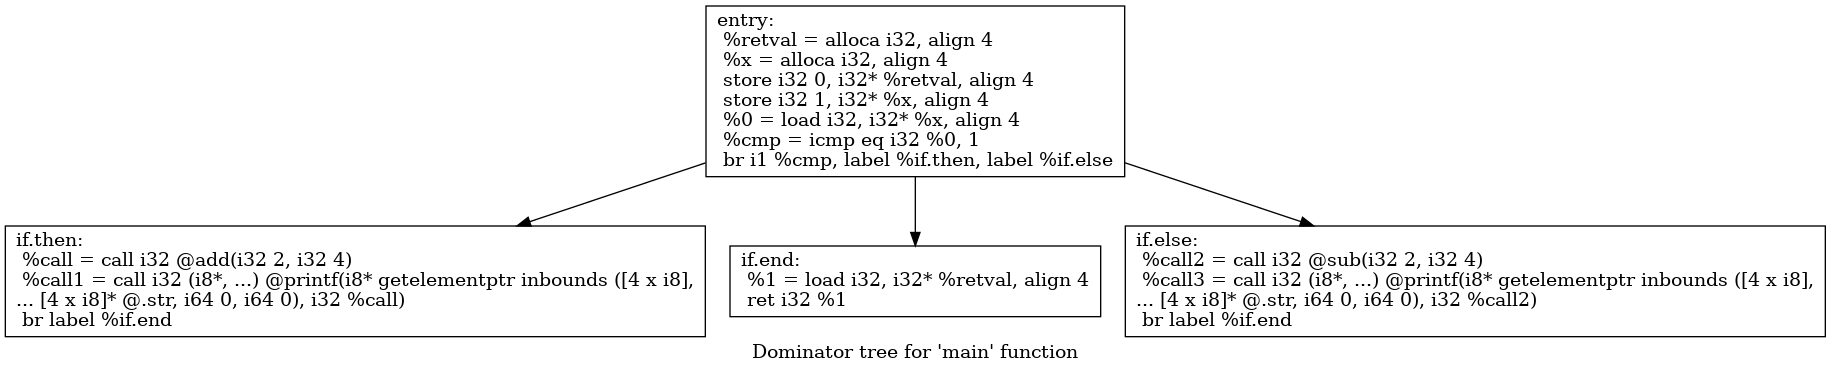 entry:
%retval = alloca i32, align 4
%x = alloca i32, align 4
store i32 0, i32* %retval, align 4
store i32 1, i32* %x, align 4
%0 = load i32, i32* %x, align 4
%cmp = icmp eq i32 %0, 1
br i1 %cmp, label %if.then, label %if.else
if.then:
%call = call i32 @add(i32 2, i32 4)
%call1 = call i32 (i8*, ...) @printf(i8* getelementptr inbounds ([4 x i8],
... [4 x i8]* @.str, i64 0, i64 0), i32 %call)
br label %if.end
if.end:
%1 = load i32, i32* %retval, align 4
ret i32 %1
if.else:
%call2 = call i32 @sub(i32 2, i32 4)
%call3 = call i32 (i8*, ...) @printf(i8* getelementptr inbounds ([4 x i8],
... [4 x i8]* @.str, i64 0, i64 0), i32 %call2)
br label %if.end
Dominator tree for 'main' function